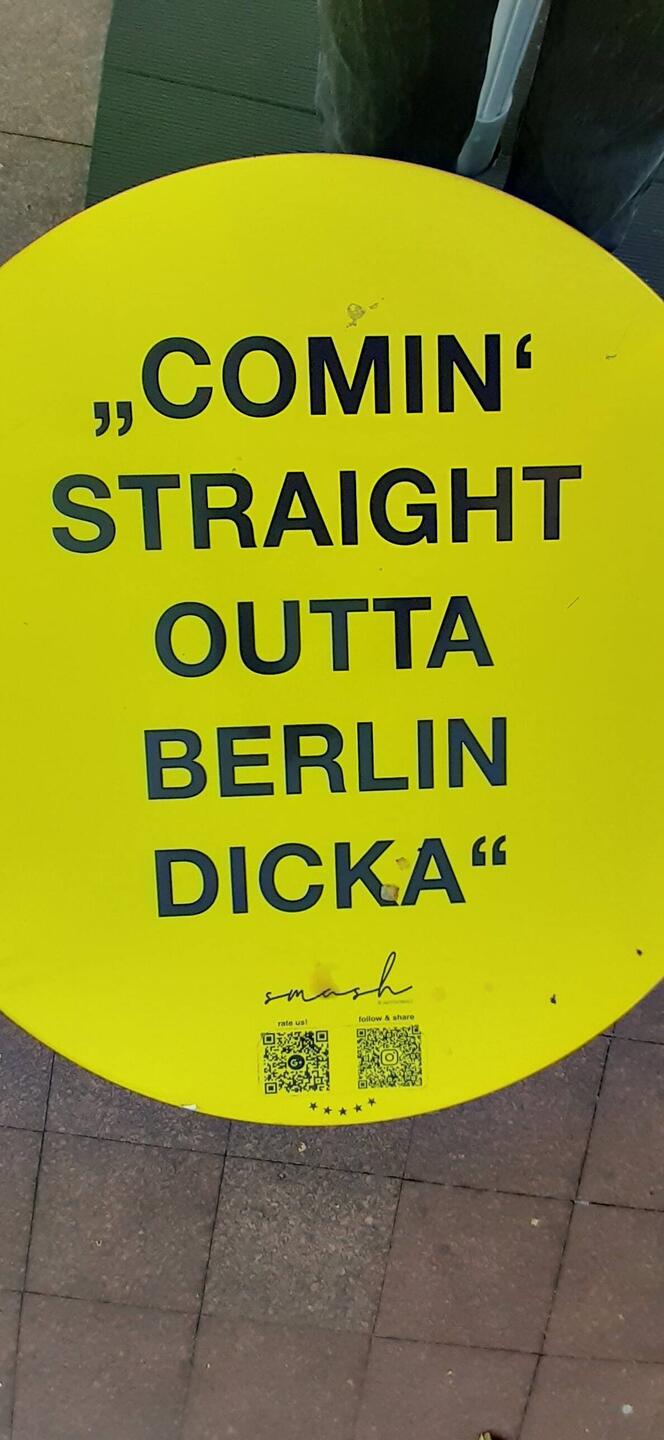 „COMIN‘
STRAIGHT
OUTTA
BERLIN
DICKA“
smash
rate us!
follow & share
G+